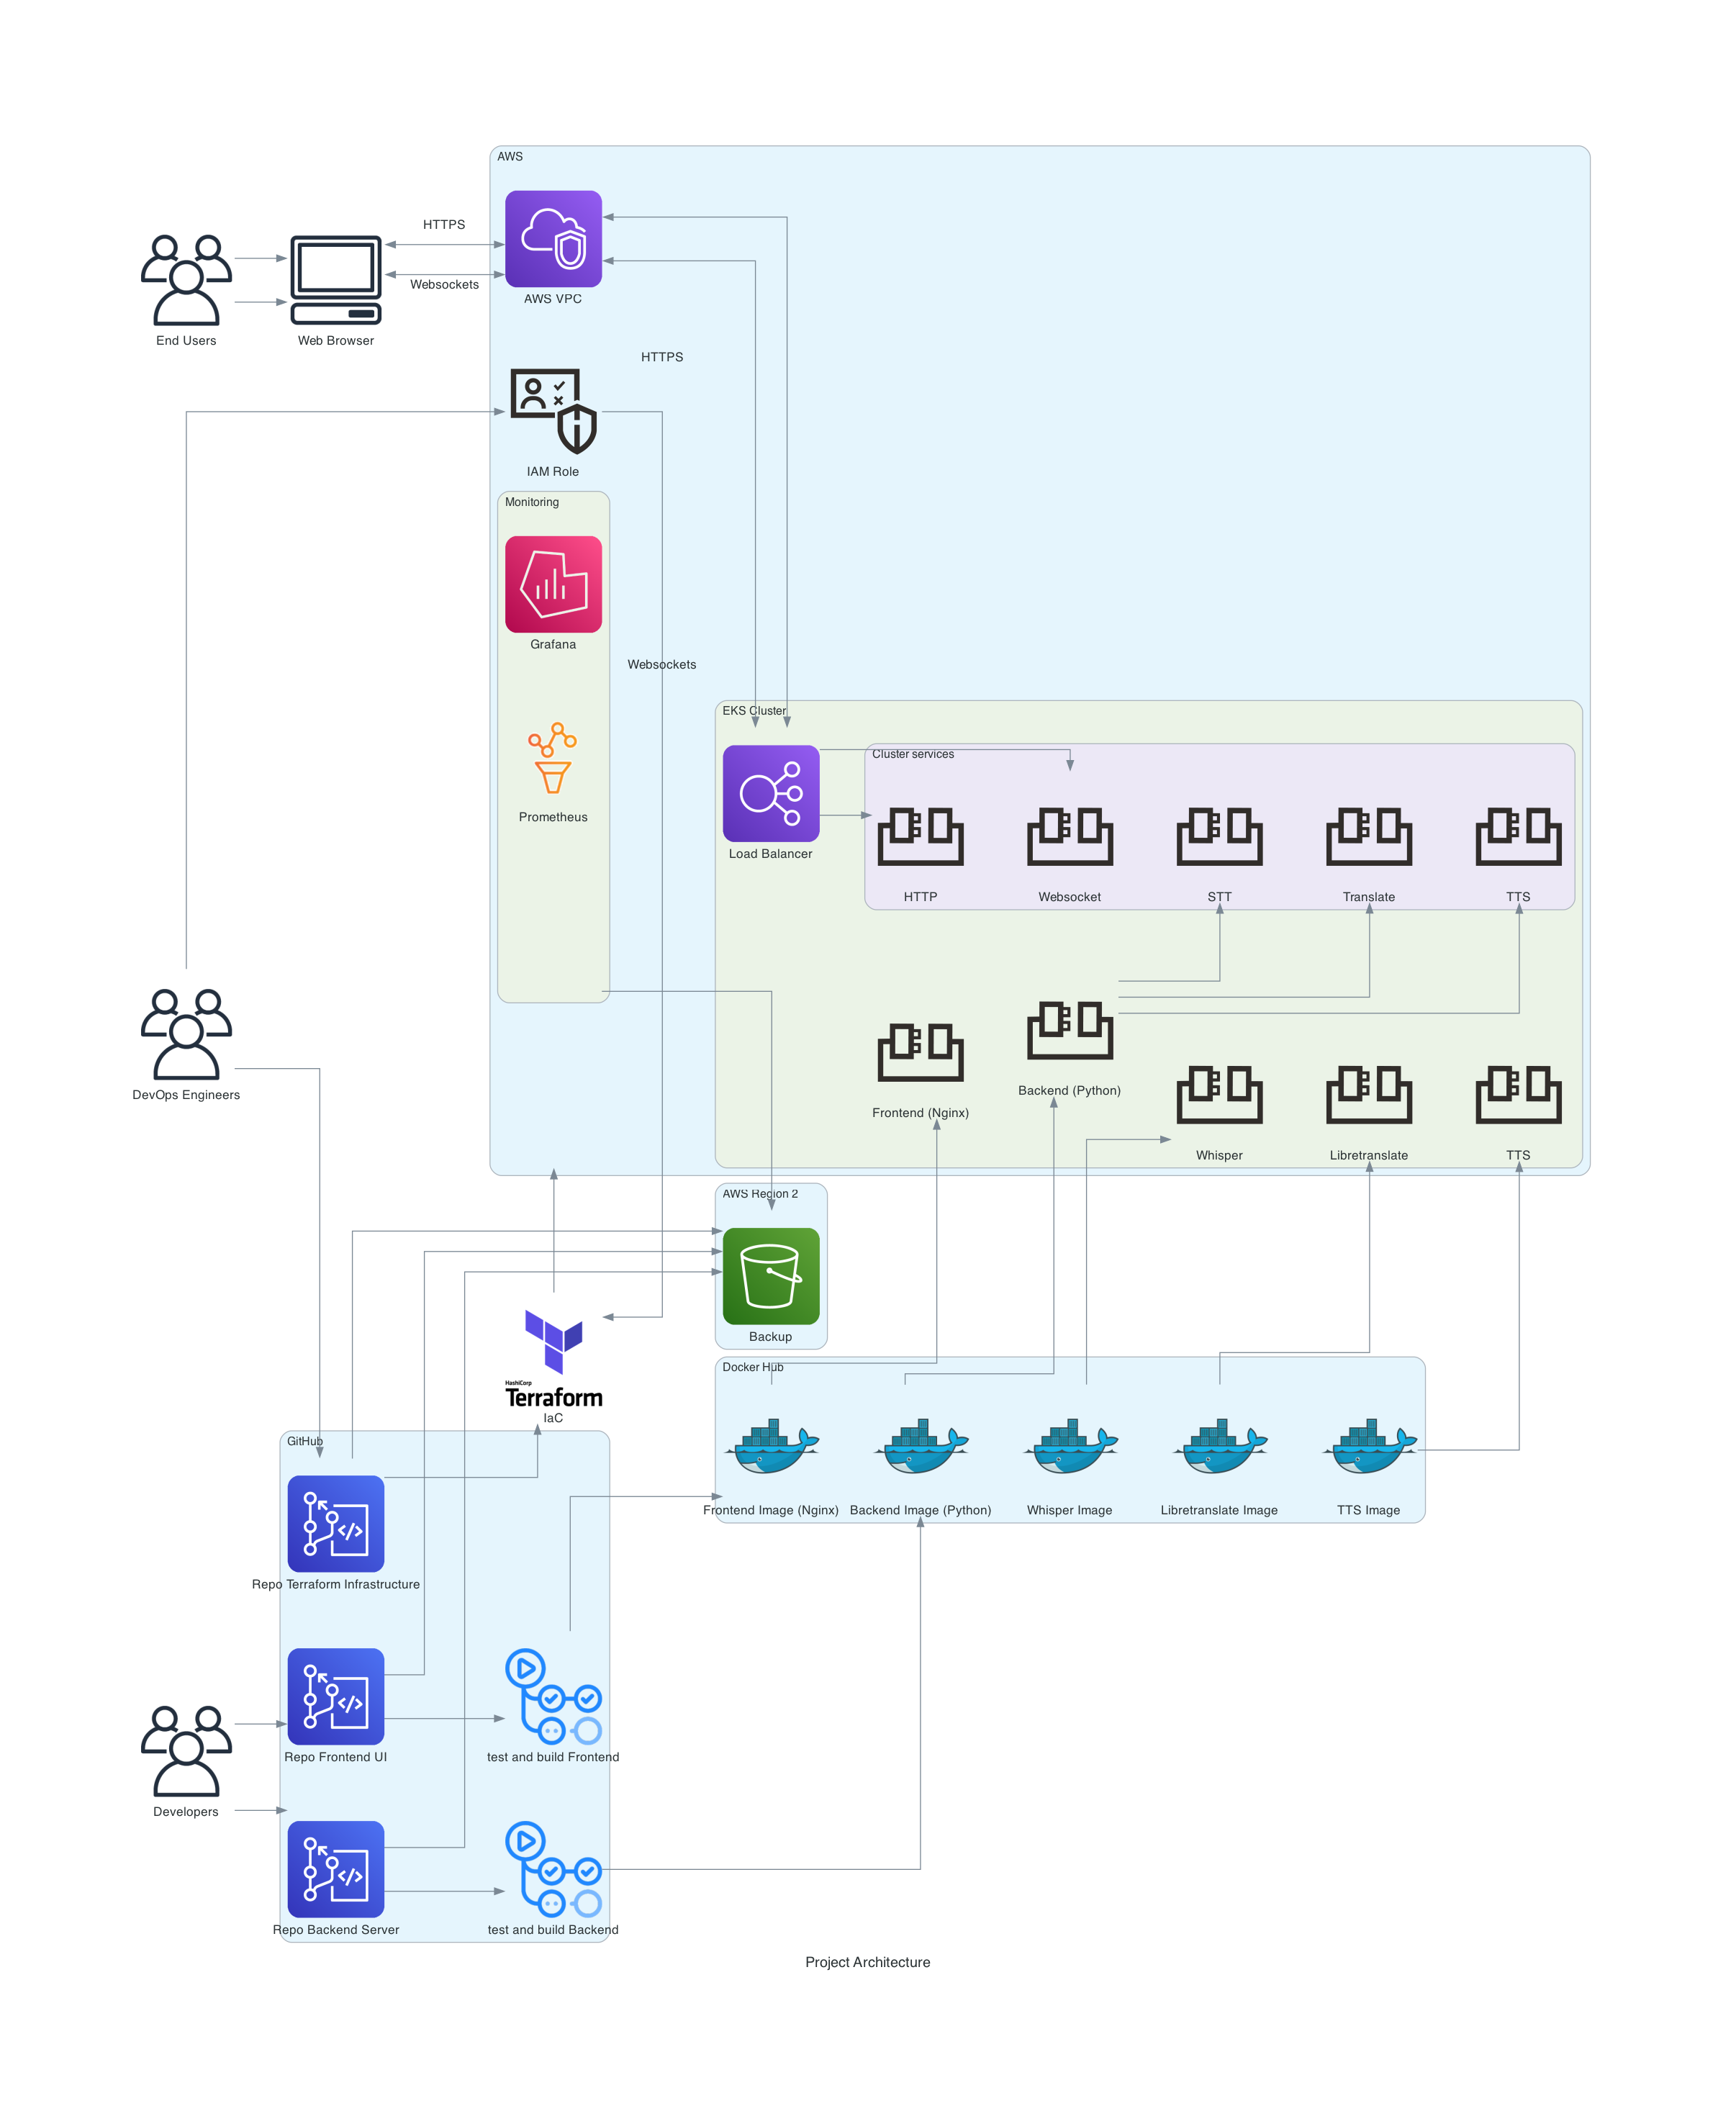 AWS
HTTPS
Websockets
AWS VPC
End Users
Web Browser
HTTPS
IAM Role
Monitoring
Grafana
Websockets
EKS Cluster
Cluster services
Prometheus
Load Balancer
HTTP
Websocket
STT
Translate
TTS
DevOps Engineers
Backend (Python)
Frontend (Nginx)
Whisper
Libretranslate
TTS
AWS Region 2
Backup
Docker Hub
HashiCorp
Terraform
IaC
GitHub
Frontend Image (Nginx)
Backend Image (Python)
Whisper Image
Libretranslate Image
TTS Image
Repo Terraform Infrastructure
Repo Frontend UI
test and build Frontend
Developers
Repo Backend Server
test and build Backend
Project Architecture